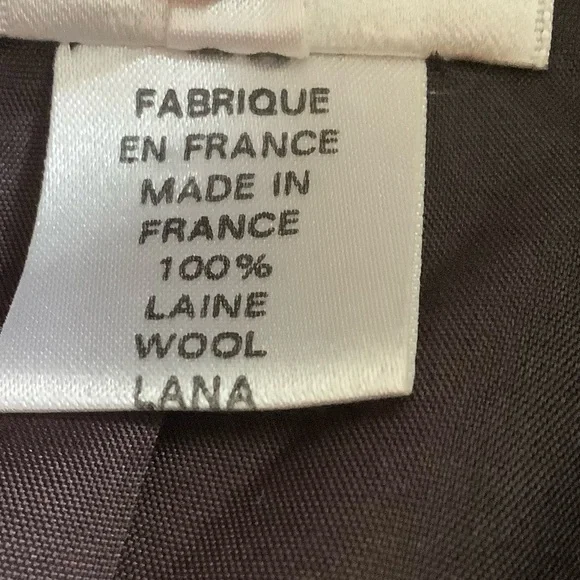 FABRIQUE
EN FRANCE
MADE IN
FRANCE
100%
LAINE
WOOL
LANA